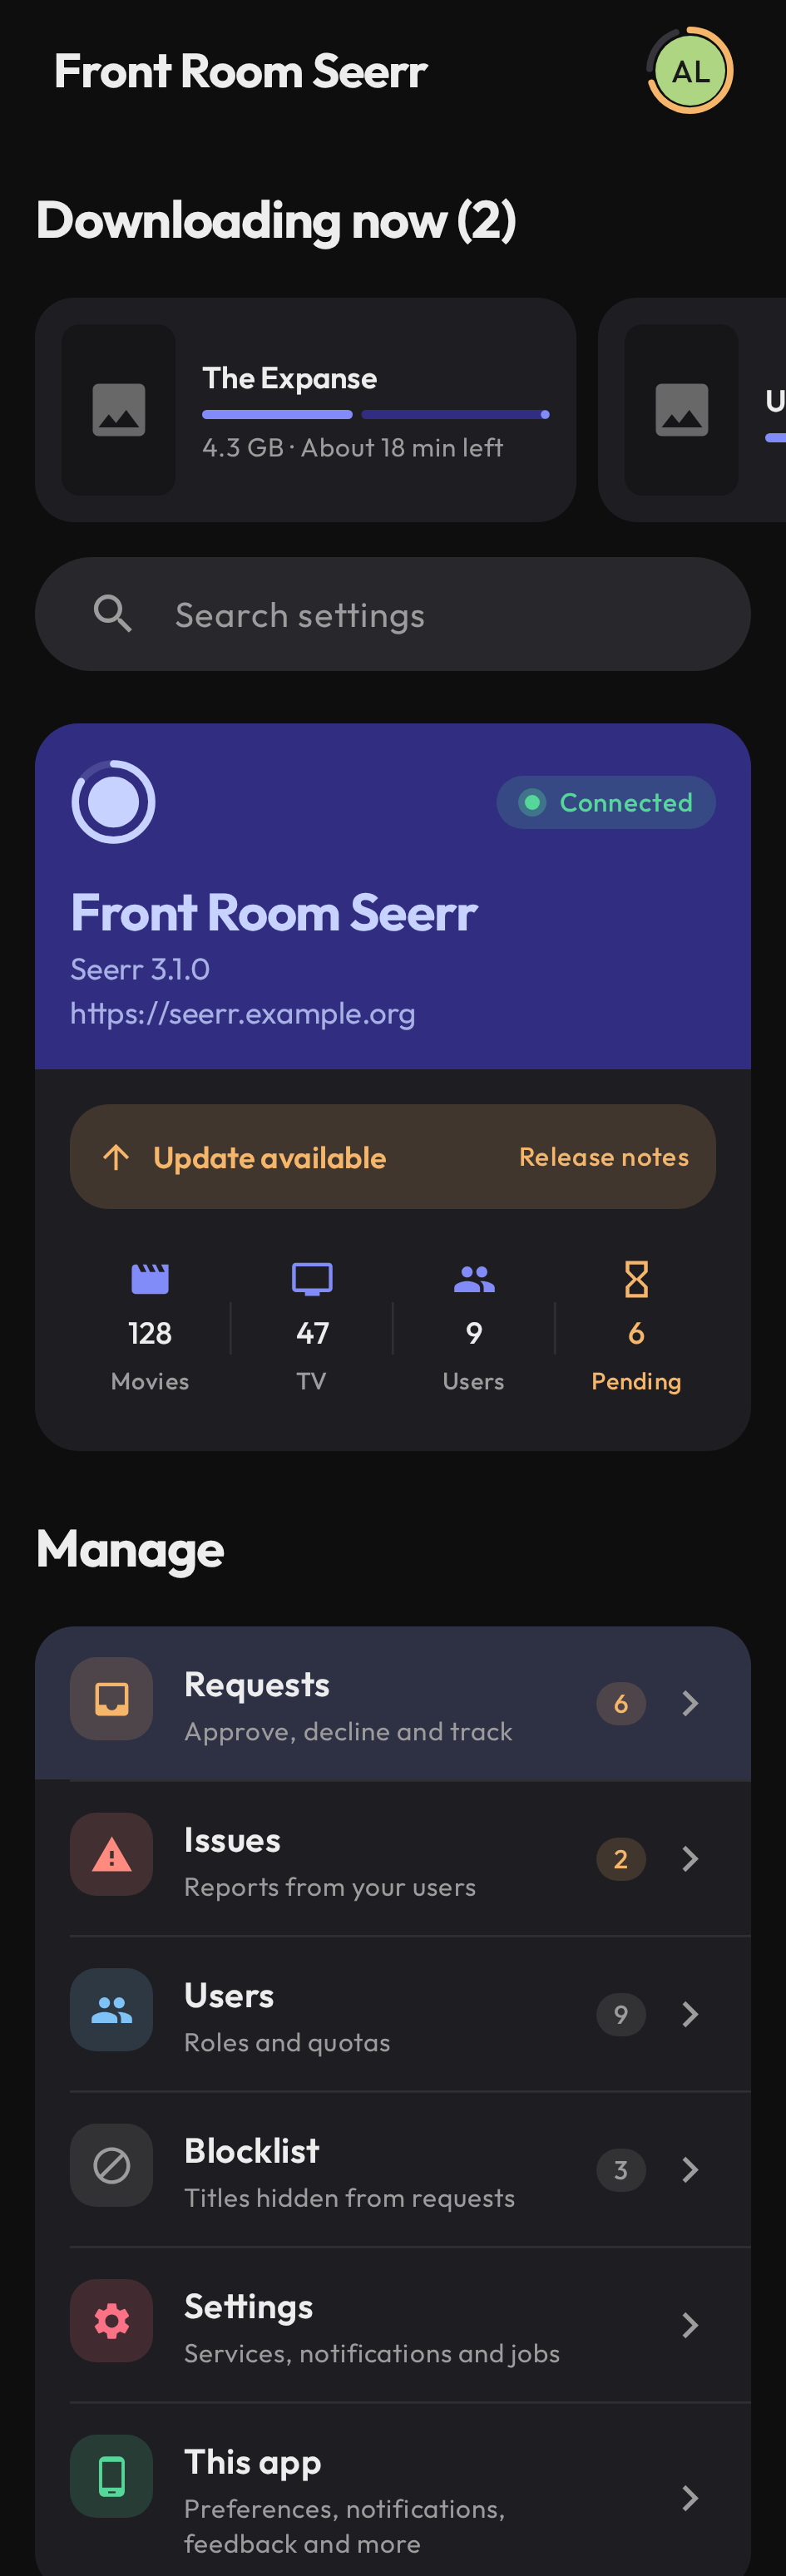 Front Room Seerr
AL
Downloading now (2)
The Expanse
4.3 GB · About 18 min left
U
Search settings
Connected
Front Room Seerr
Seerr 3.1.0
https://seerr.example.org
Update available
Release notes
128
47
9
6
Movies
TV
Users
Pending
Manage
Requests
Approve, decline and track
6
Issues
Reports from your users
2
Users
Roles and quotas
9
Blocklist
Titles hidden from requests
3
Settings
Services, notifications and jobs
This app
Preferences, notifications,
feedback and more